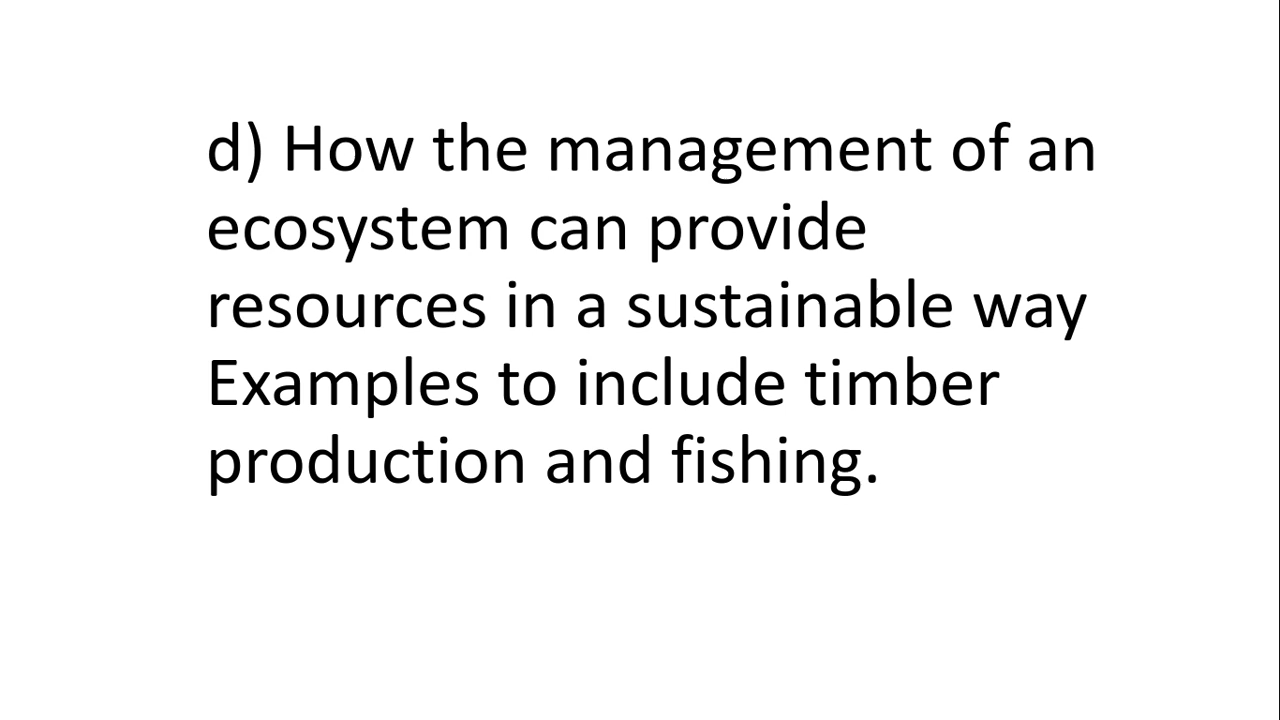 d) How the management of an
ecosystem can provide
resources in a sustainable way
Examples to include timber
production and fishing.